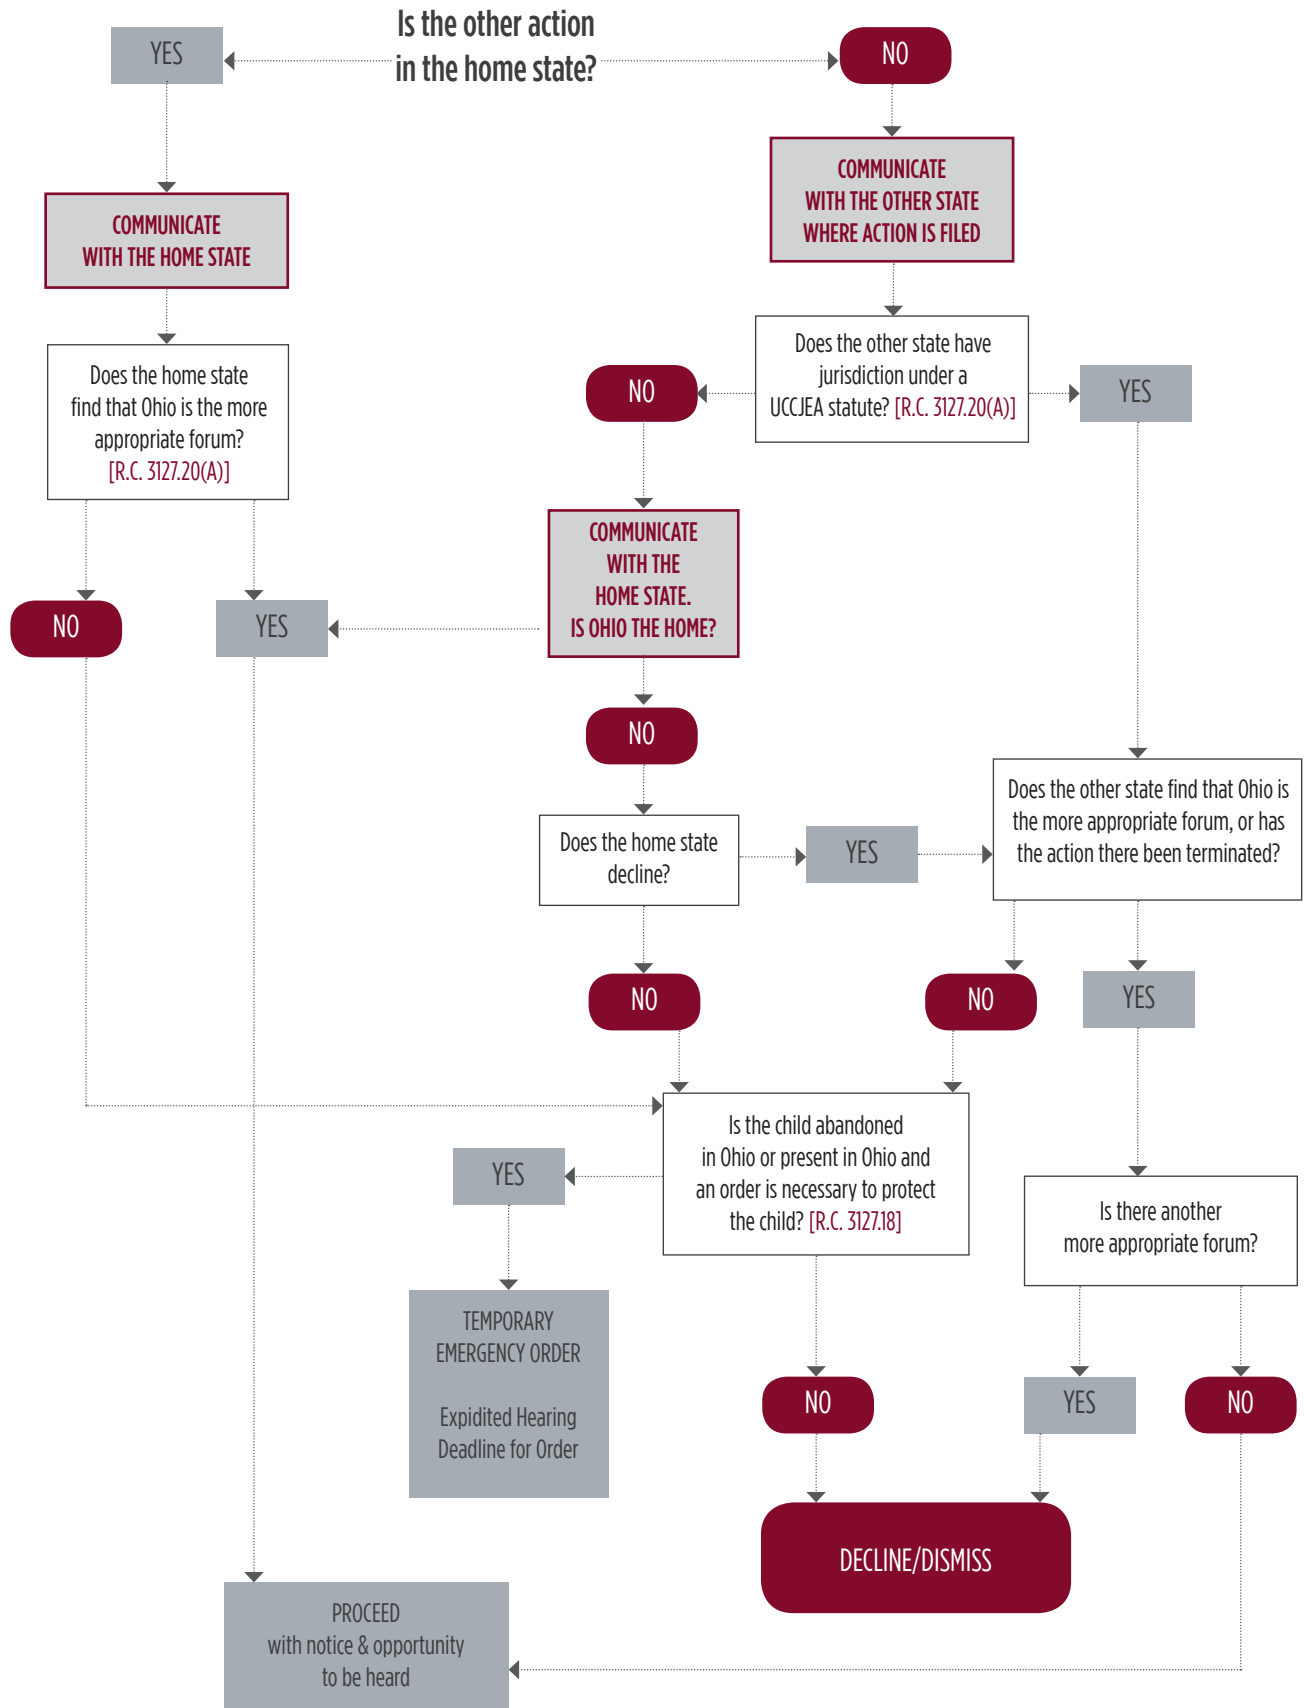 Is the other action
in the home state?
YES
NO
COMMUNICATE
WITH THE OTHER STATE
WHERE ACTION IS FILED
COMMUNICATE
WITH THE HOME STATE
Does the other state have
jurisdiction under a
UCCJEA statute? [R.C. 3127.20(A)]
Does the home state
find that Ohio is the more
appropriate forum?
[R.C. 3127.20(A)]
NO
YES
COMMUNICATE
WITH THE
HOME STATE.
IS OHIO THE HOME?
NO
YES
NO
Does the other state find that Ohio is
the more appropriate forum, or has
the action there been terminated?
Does the home state
decline?
YES
NO
NO
YES
Is the child abandoned
in Ohio or present in Ohio and
an order is necessary to protect
the child? [R.C. 3127.18]
YES
Is there another
more appropriate forum?
TEMPORARY
EMERGENCY ORDER
Expidited Hearing
Deadline for Order
NO
YES
NO
DECLINE/DISMISS
PROCEED
with notice & opportunity
to be heard